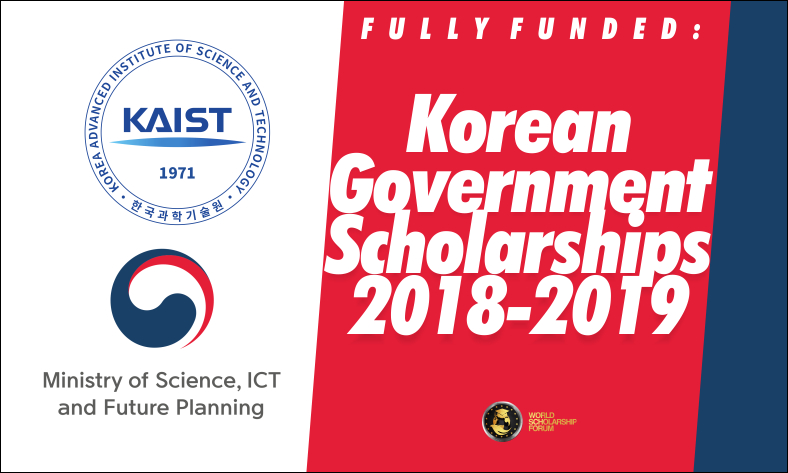 KOREA ADVANCED INSTITUTE OF SCIENCE AND TECHNOLOGY
KAIST
1971
한국과학기술원
Ministry of Science, ICT
and Future Planning
FULLY FUNDED:
Korean
Government
Scholarships
2018-2019
WORLD
SCHOLARSHIP
FORUM